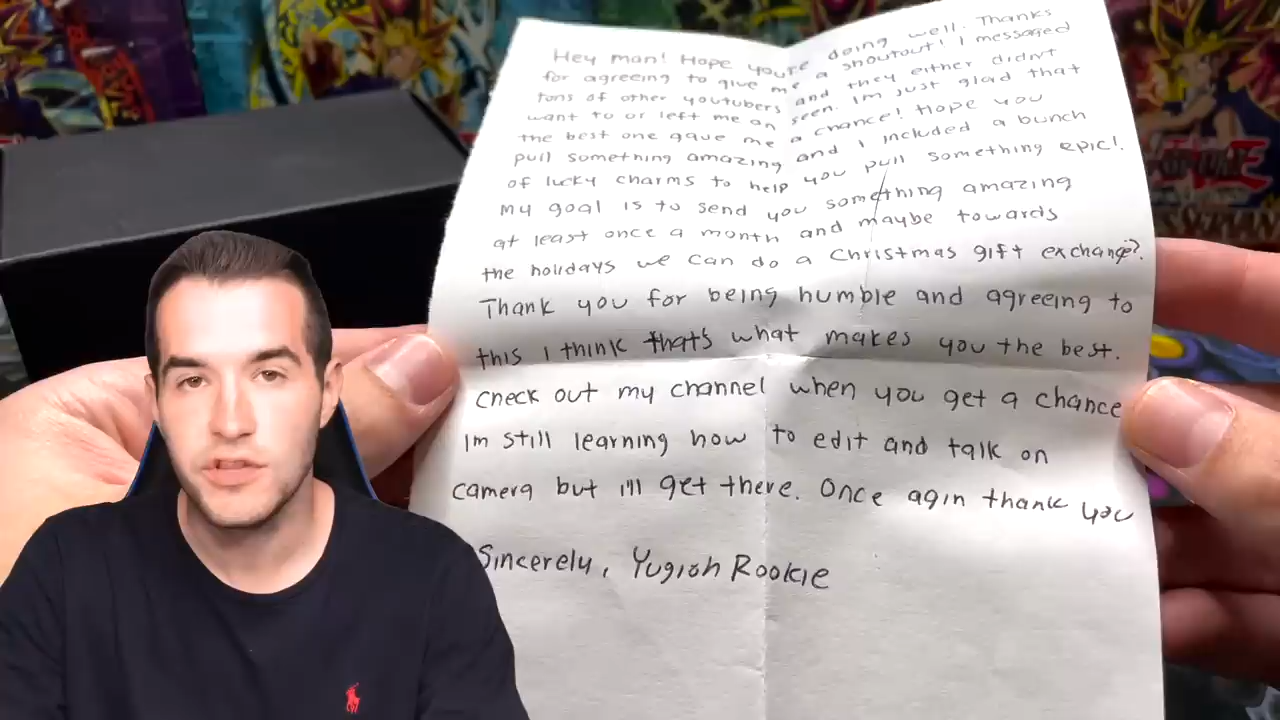 Hey man! Hope you're doing well. Thanks
for agreeing to give me a shoutout! I messaged
tons of other youtubers and they either didn't
want to or left me on seen. Im just glad that
the best one gave me a chance! Hope you
pull something amazing and I included a bunch
of lucky charms to help you pull something epic!.
My goal is to send you something amazing
at least once a month and maybe towards
the holidays we can do a Christmas gift exchange?.
Thank you for being humble and agreeing to
this I think that's what makes you the best.
Check out my channel when you get a chance
Im still learning how to edit and talk on
camera but I'll get there. Once agin thank you
Sincerely, Yugioh Rookie